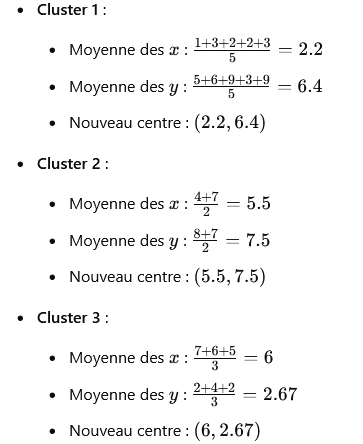 • Cluster 1 :
• Moyenne des x : (1+3+2+2+3)/5 = 2.2
• Moyenne des y : (5+6+9+3+9)/5 = 6.4
• Nouveau centre : (2.2, 6.4)
• Cluster 2 :
• Moyenne des x : (4+7)/2 = 5.5
• Moyenne des y : (8+7)/2 = 7.5
• Nouveau centre : (5.5, 7.5)
• Cluster 3 :
• Moyenne des x : (7+6+5)/3 = 6
• Moyenne des y : (2+4+2)/3 = 2.67
• Nouveau centre : (6, 2.67)